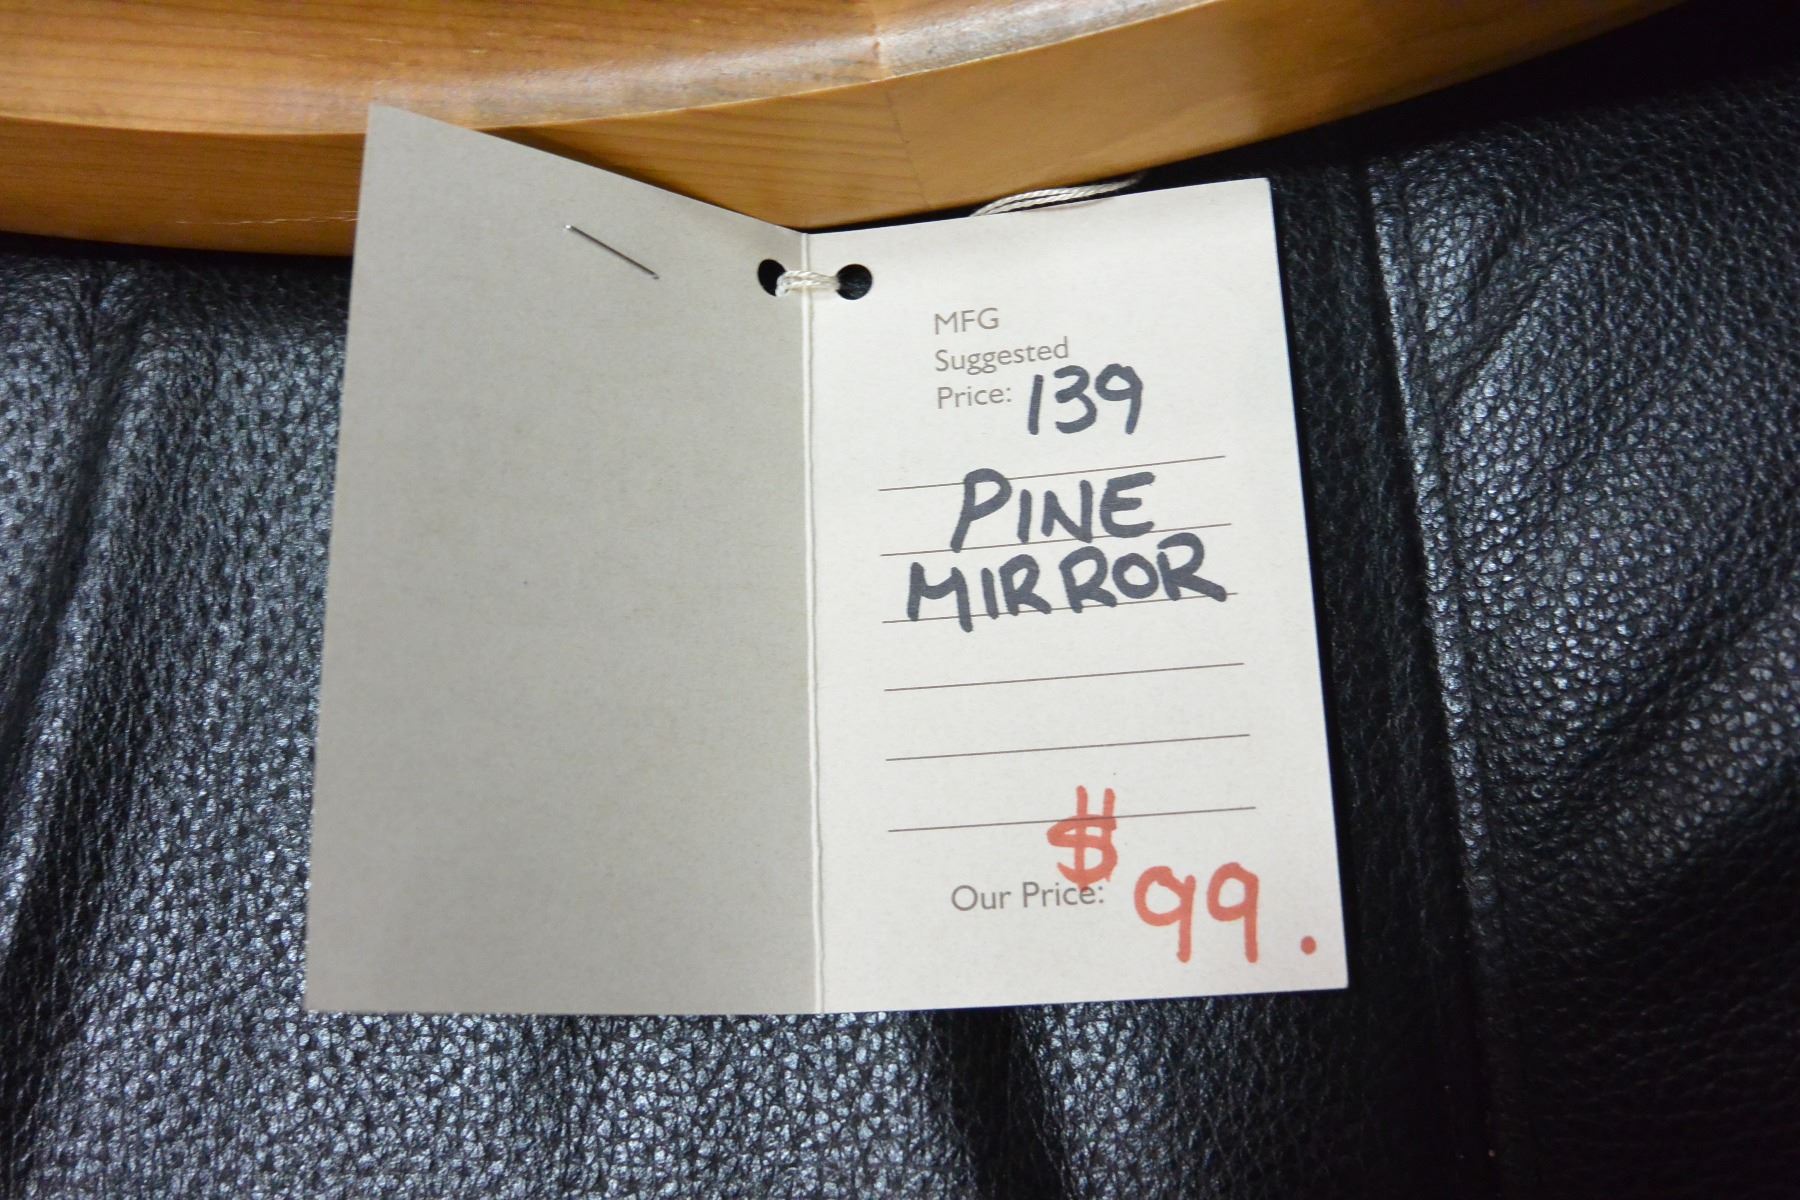 MFG
Suggested
Price: 139
PINE
MIRROR
Our Price: $99.